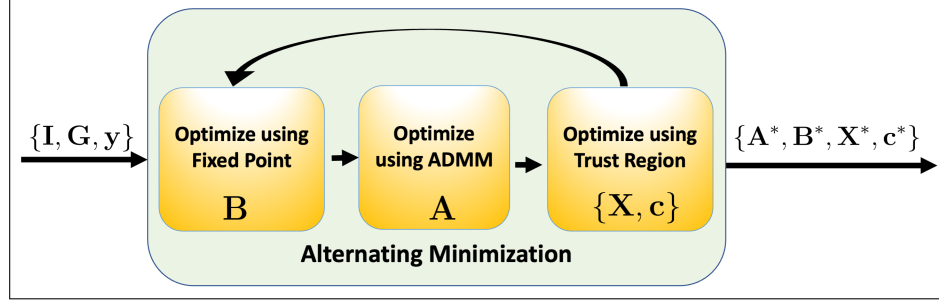 {I, G, y}
Optimize using
Fixed Point
B
Optimize
using ADMM
A
Optimize using
Trust Region
{X, c}
{A*, B*, X*, c*}
Alternating Minimization